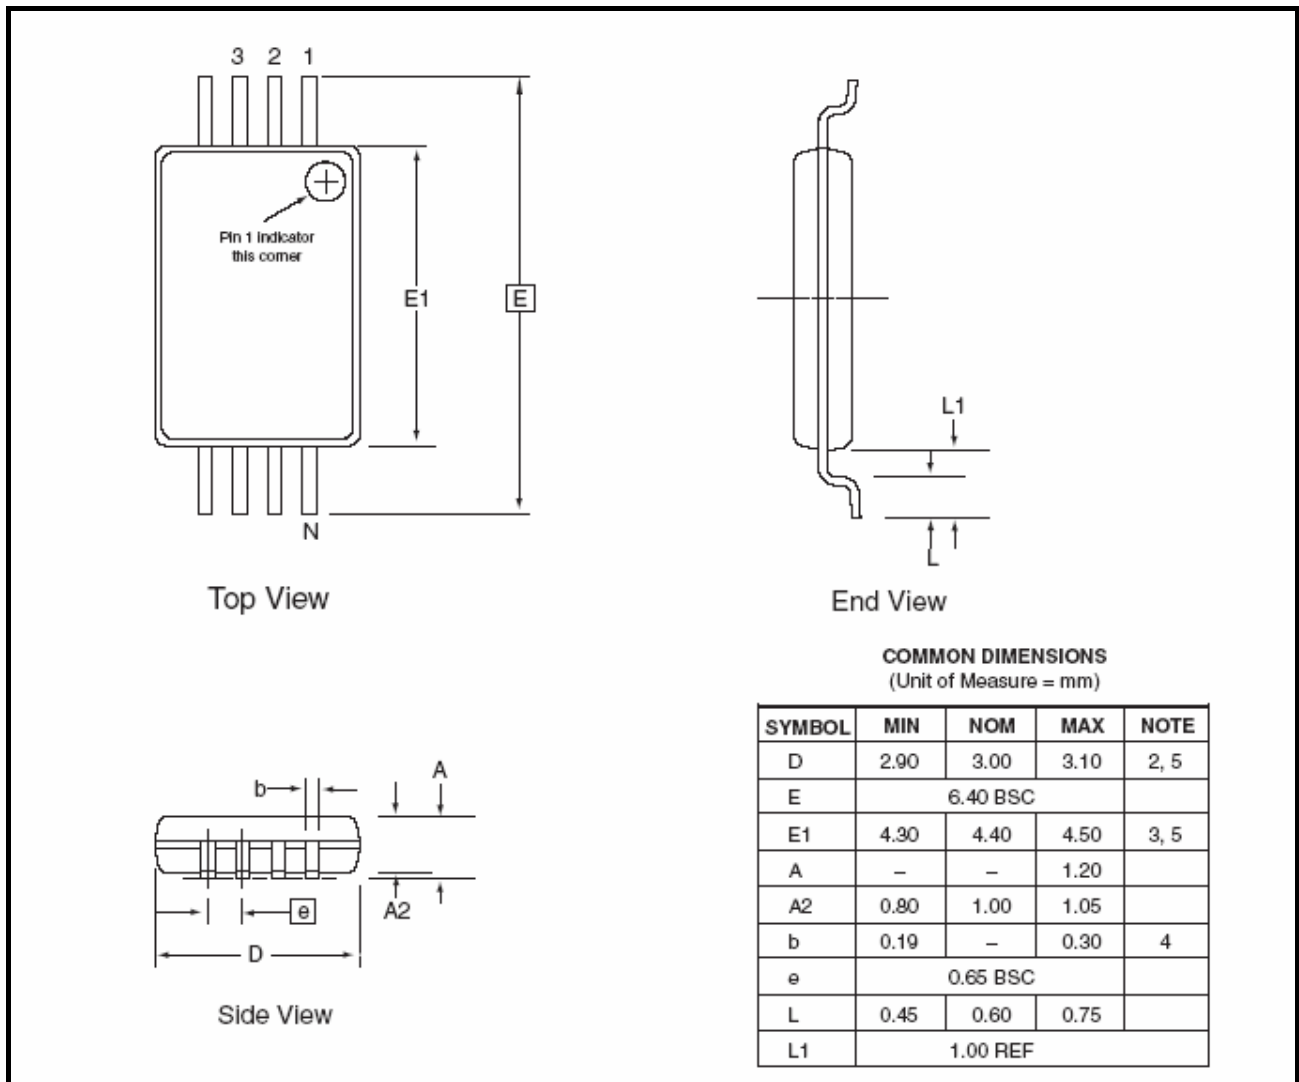 3 2 1
Pin 1 indicator
this corner
E1
E
N
Top View
L1
L
End View
COMMON DIMENSIONS
(Unit of Measure = mm)
SYMBOL MIN NOM MAX NOTE
D 2.90 3.00 3.10 2, 5
E 6.40 BSC
E1 4.30 4.40 4.50 3, 5
A – – 1.20
A2 0.80 1.00 1.05
b 0.19 – 0.30 4
e 0.65 BSC
L 0.45 0.60 0.75
L1 1.00 REF
b
A
e
A2
D
Side View